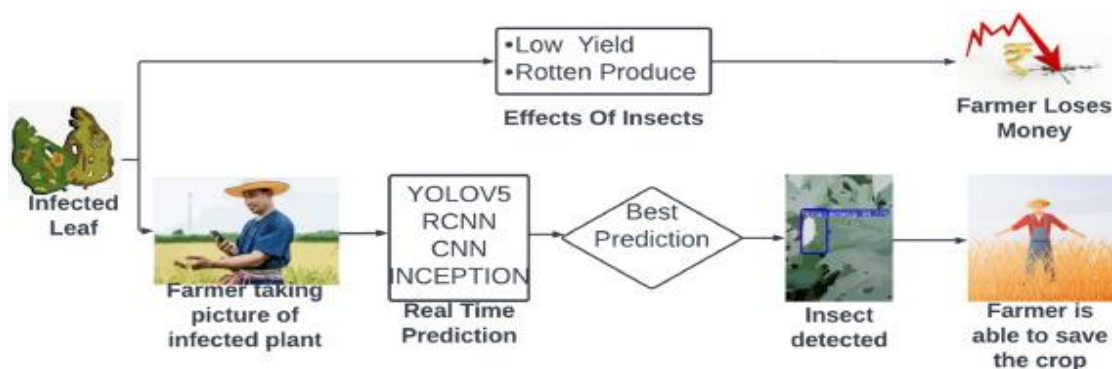 •Low Yield
•Rotten Produce
Effects Of Insects
Farmer Loses
Money
Infected
Leaf
Farmer taking
picture of
infected plant
YOLOV5
RCNN
CNN
INCEPTION
Real Time
Prediction
Best
Prediction
Insect
detected
Farmer is
able to save
the crop